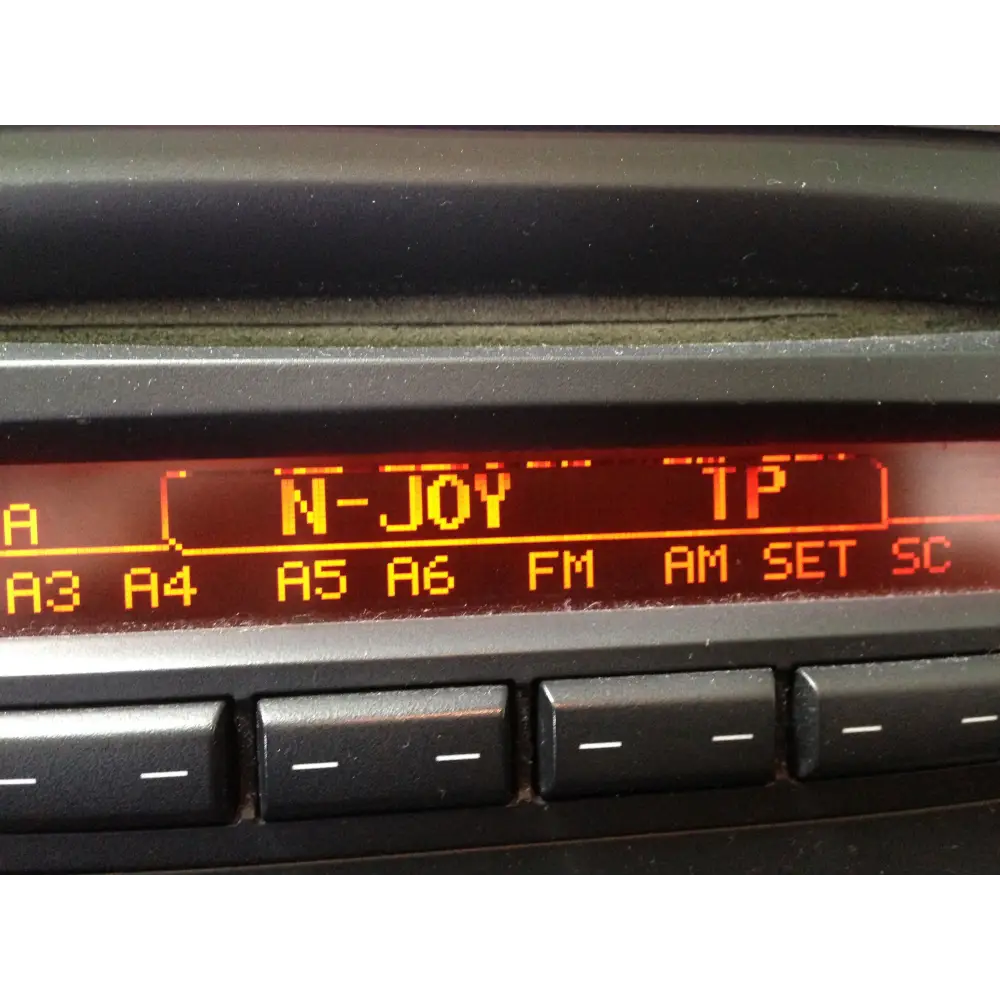 A N-JOY TP
A3 A4 A5 A6 FM AM SET SC